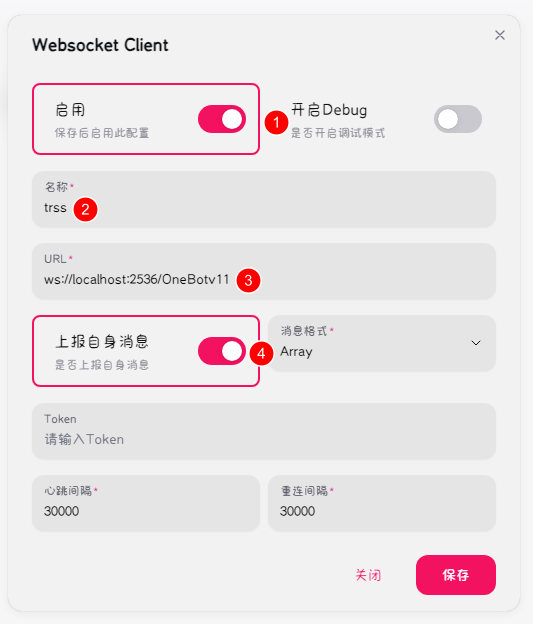 Websocket Client
启用
保存后启用此配置
1
开启Debug
是否开启调试模式
名称*
trss
2
URL*
ws://localhost:2536/OneBotv11
3
上报自身消息
是否上报自身消息
4
消息格式*
Array
Token
请输入Token
心跳间隔*
30000
重连间隔*
30000
关闭
保存